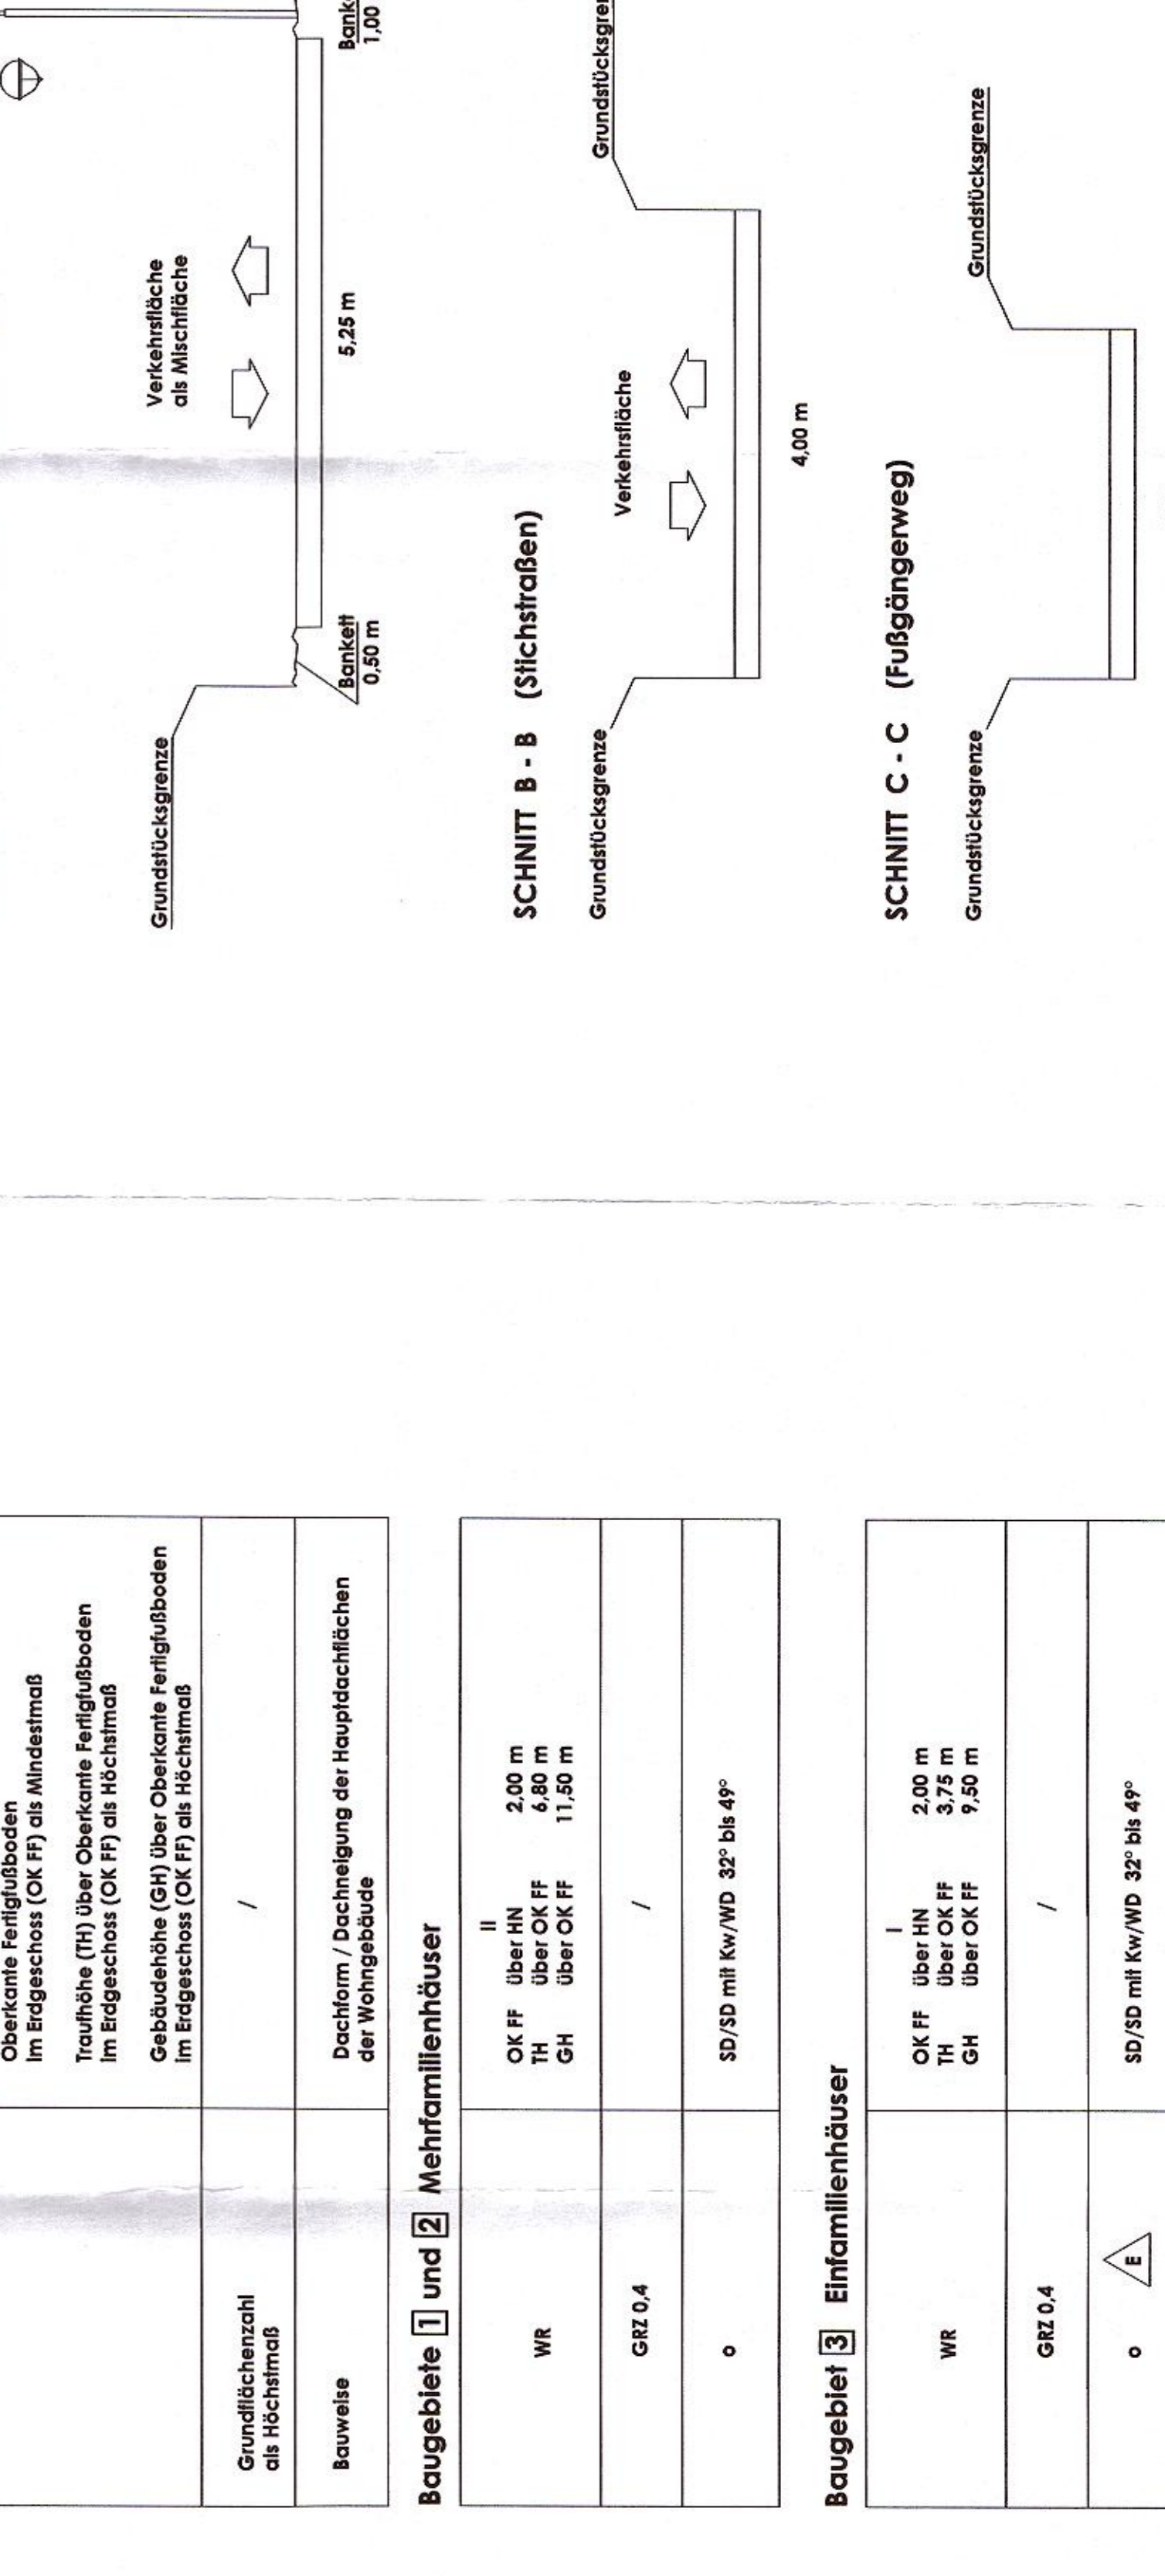 Oberkante Fertigfußboden
im Erdgeschoss (OK FF) als Mindestmaß
Traufhöhe (TH) über Oberkante Fertigfußboden
im Erdgeschoss (OK FF) als Höchstmaß
Gebäudehöhe (GH) über Oberkante Fertigfußboden
im Erdgeschoss (OK FF) als Höchstmaß
Grundflächenzahl
als Höchstmaß
/
Bauweise
Dachform / Dachneigung der Hauptdachflächen
der Wohngebäude
Baugebiete 1 und 2 Mehrfamilienhäuser
WR
II
OK FF über HN 2,00 m
TH über OK FF 6,80 m
GH über OK FF 11,50 m
GRZ 0,4
/
o
SD/SD mit Kw/WD 32° bis 49°
Baugebiet 3 Einfamilienhäuser
WR
I
OK FF über HN 2,00 m
TH über OK FF 3,75 m
GH über OK FF 9,50 m
GRZ 0,4
/
o
E
SD/SD mit Kw/WD 32° bis 49°
Grundstücksgrenze
Verkehrsfläche
als Mischfläche
Bankett
0,50 m
5,25 m
1,00
SCHNITT B - B (Stichstraßen)
Grundstücksgrenze
Verkehrsfläche
4,00 m
SCHNITT C - C (Fußgängerweg)
Grundstücksgrenze
Grundstücksgrenze